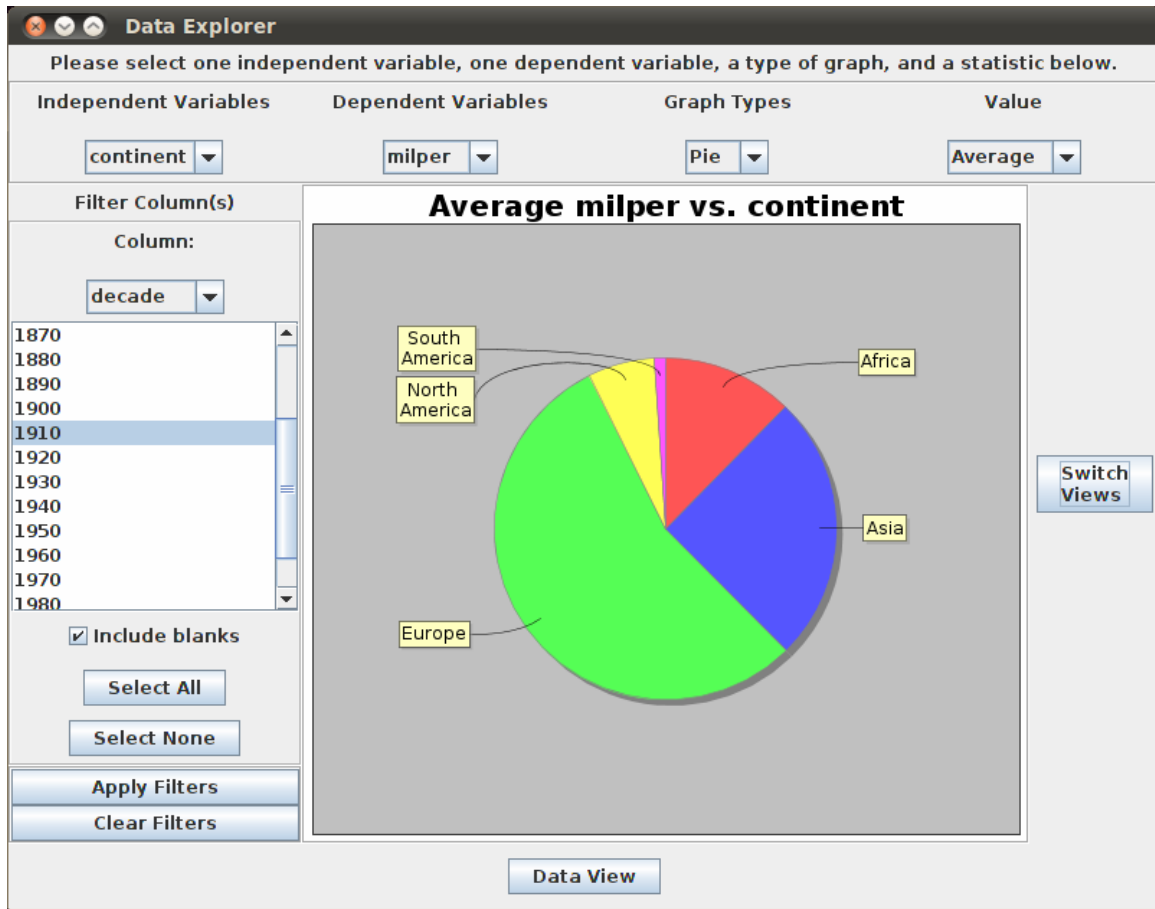 Data Explorer
Please select one independent variable, one dependent variable, a type of graph, and a statistic below.
Independent Variables
Dependent Variables
Graph Types
Value
continent
milper
Pie
Average
Filter Column(s)
Column:
decade
1870
1880
1890
1900
1910
1920
1930
1940
1950
1960
1970
1980
Include blanks
Select All
Select None
Apply Filters
Clear Filters
Average milper vs. continent
South
America
North
America
Africa
Asia
Europe
Switch
Views
Data View